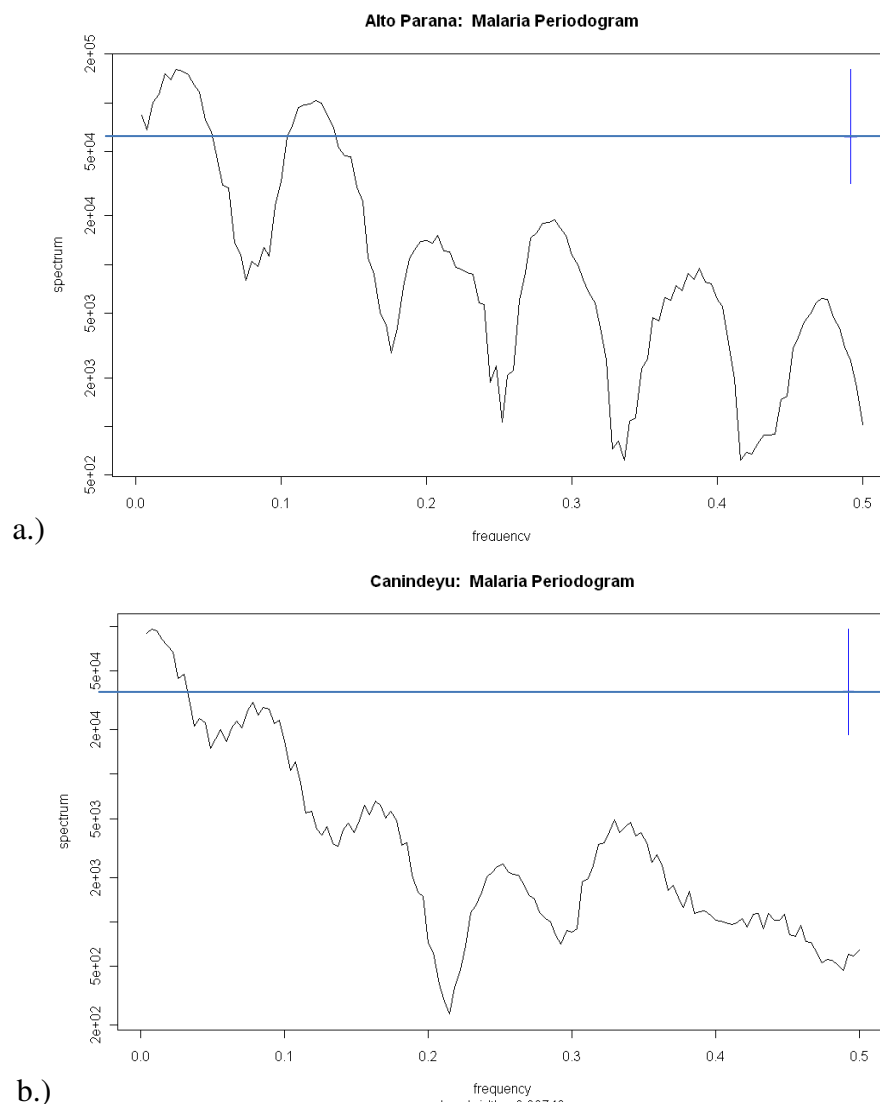 Alto Parana:  Malaria Periodogram
2e+05
5e+04
2e+04
5e+03
2e+03
5e+02
spectrum
0.0 0.1 0.2 0.3 0.4 0.5
frequency
a.)
Canindeyu:  Malaria Periodogram
5e+04
2e+04
5e+03
2e+03
5e+02
2e+02
spectrum
0.0 0.1 0.2 0.3 0.4 0.5
frequency
b.)